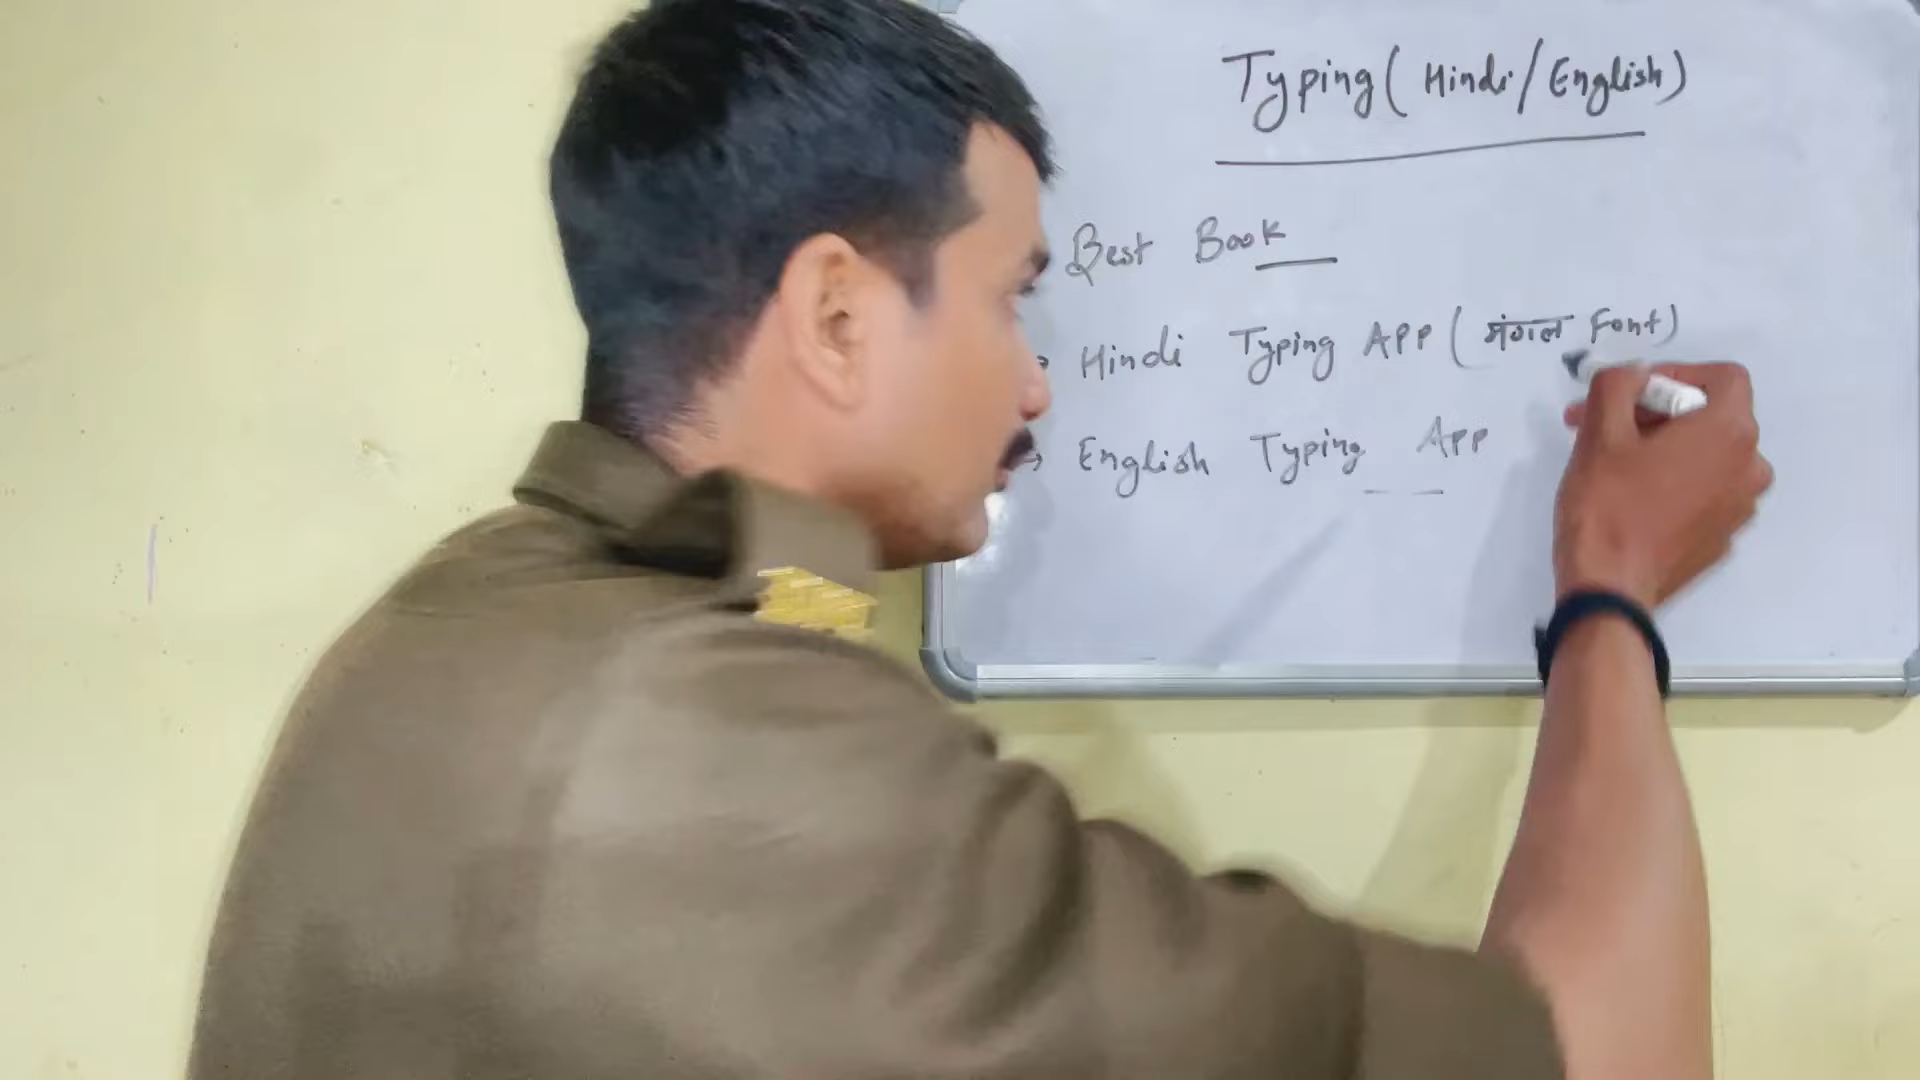 Typing ( Hindi / English )
Best Book
Hindi Typing App ( मंगल Font )
English Typing App